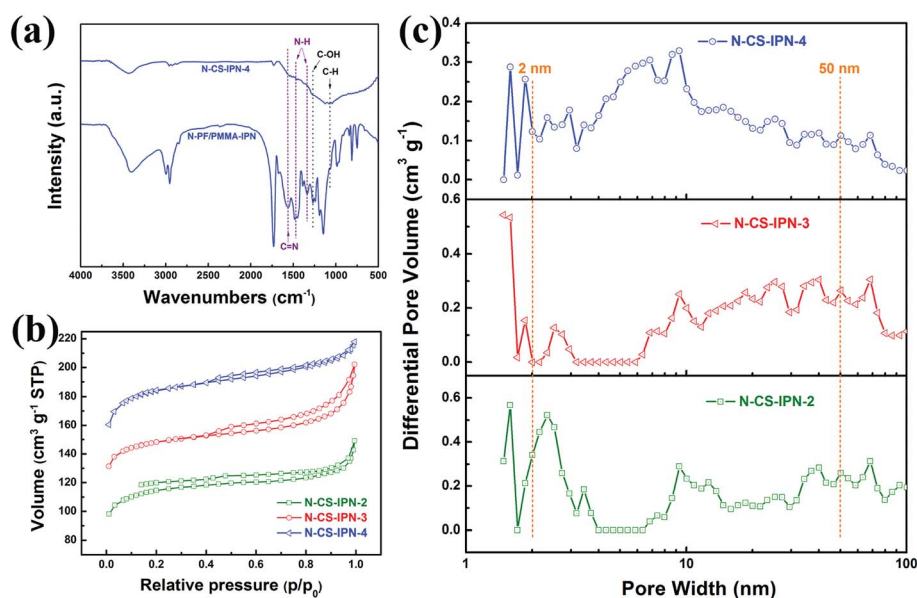 (a)
N-H
C-OH
C-H
N-CS-IPN-4
N-PF/PMMA-IPN
C=N
Intensity (a.u.)
4000 3500 3000 2500 2000 1500 1000 500
Wavenumbers (cm⁻¹)
(b)
220
200
180
160
140
120
100
80
Volume (cm³ g⁻¹ STP)
N-CS-IPN-2
N-CS-IPN-3
N-CS-IPN-4
0.0 0.2 0.4 0.6 0.8 1.0
Relative pressure (p/p₀)
(c)
0.4
0.3
0.2
0.1
0.0
N-CS-IPN-4
2 nm
50 nm
0.6
0.4
0.2
0.0
N-CS-IPN-3
0.6
0.4
0.2
0.0
N-CS-IPN-2
Differential Pore Volume (cm³ g⁻¹)
1 10 100
Pore Width (nm)